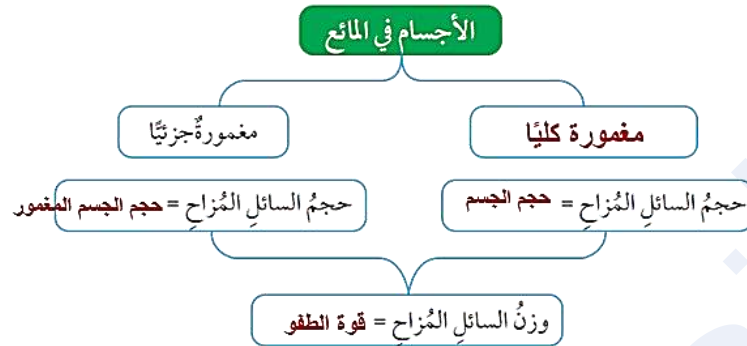 الأجسام في المائع
مغمورة كليًا
مغمورةٌ جزئيًّا
حجمُ السائلِ المُزاحِ = حجم الجسم
حجمُ السائلِ المُزاحِ = حجم الجسم المغمور
وزنُ السائلِ المُزاحِ = قوة الطفو